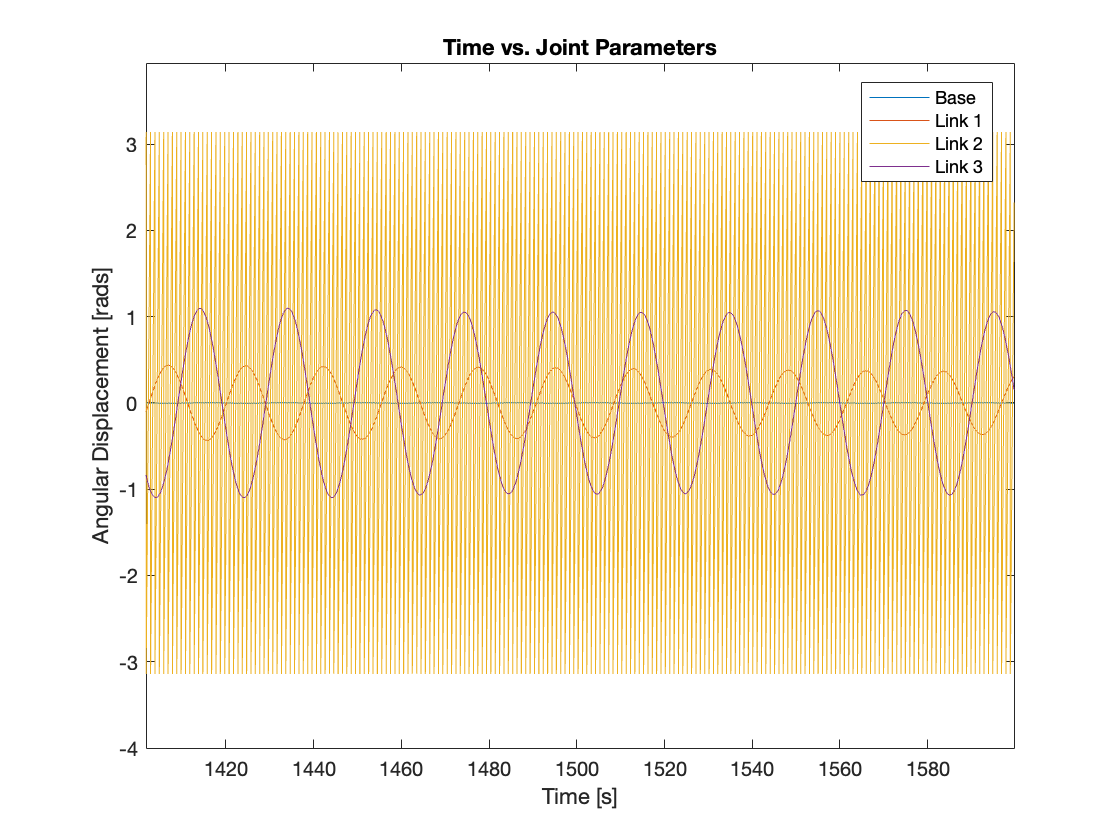 Time vs. Joint Parameters
Base
Link 1
Link 2
Link 3
3
2
1
0
-1
-2
-3
-4
Angular Displacement [rads]
1420 1440 1460 1480 1500 1520 1540 1560 1580
Time [s]